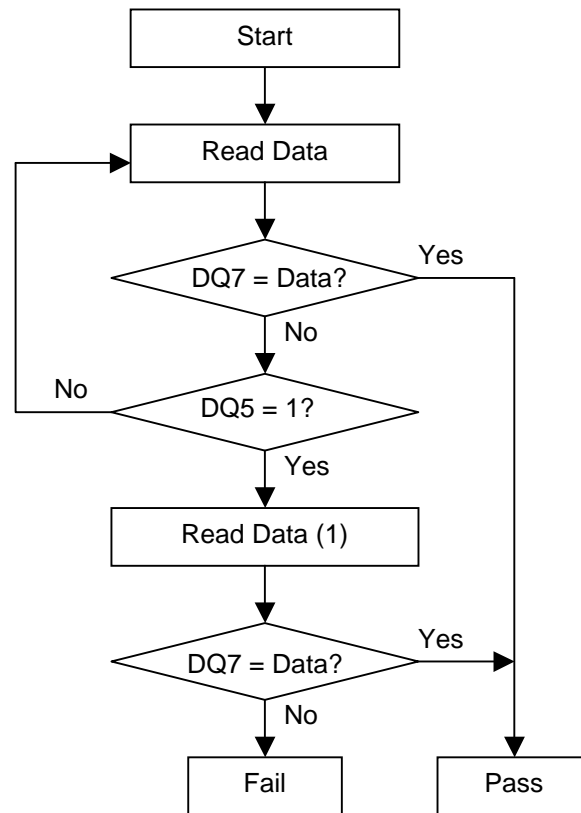 Start
Read Data
DQ7 = Data?
Yes
No
DQ5 = 1?
No
Yes
Read Data (1)
DQ7 = Data?
Yes
No
Fail
Pass